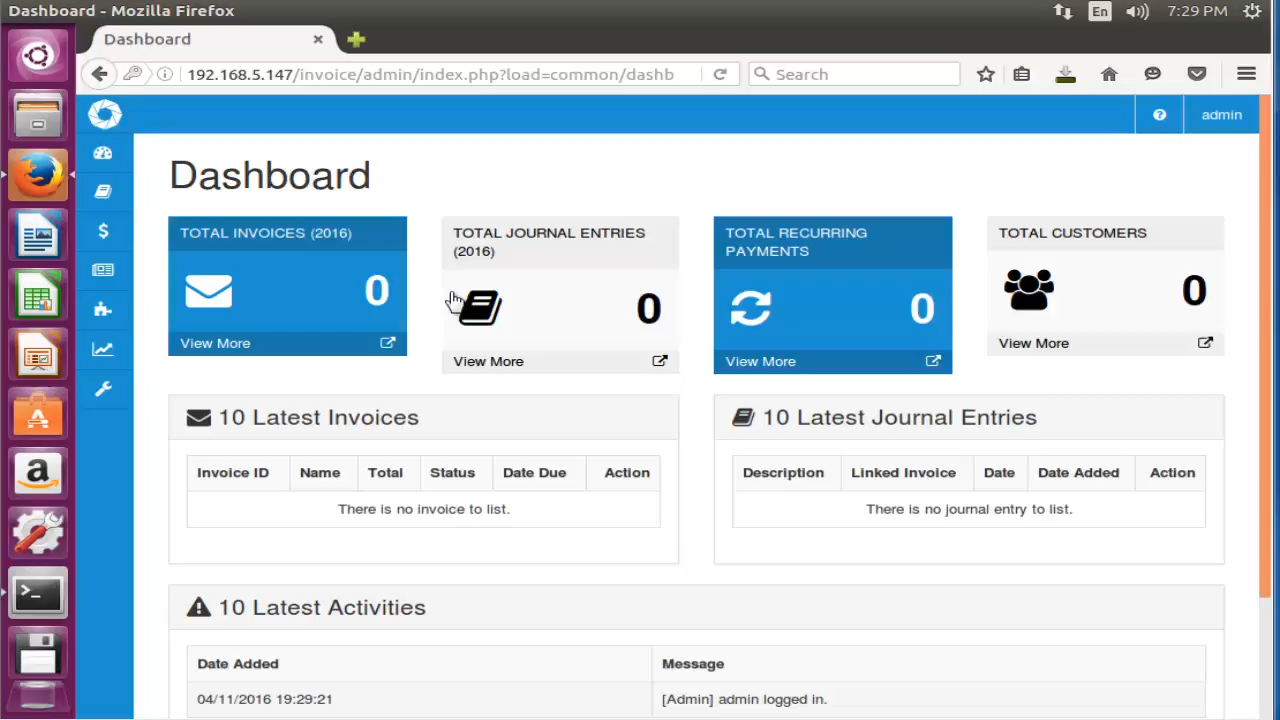 Dashboard - Mozilla Firefox
En
7:29 PM
Dashboard
192.168.5.147/invoice/admin/index.php?load=common/dashb
Search
admin
Dashboard
TOTAL INVOICES (2016)
0
View More
TOTAL JOURNAL ENTRIES
(2016)
0
View More
TOTAL RECURRING
PAYMENTS
0
View More
TOTAL CUSTOMERS
0
View More
10 Latest Invoices
Invoice ID Name Total Status Date Due Action
There is no invoice to list.
10 Latest Journal Entries
Description Linked Invoice Date Date Added Action
There is no journal entry to list.
10 Latest Activities
Date Added Message
04/11/2016 19:29:21 [Admin] admin logged in.